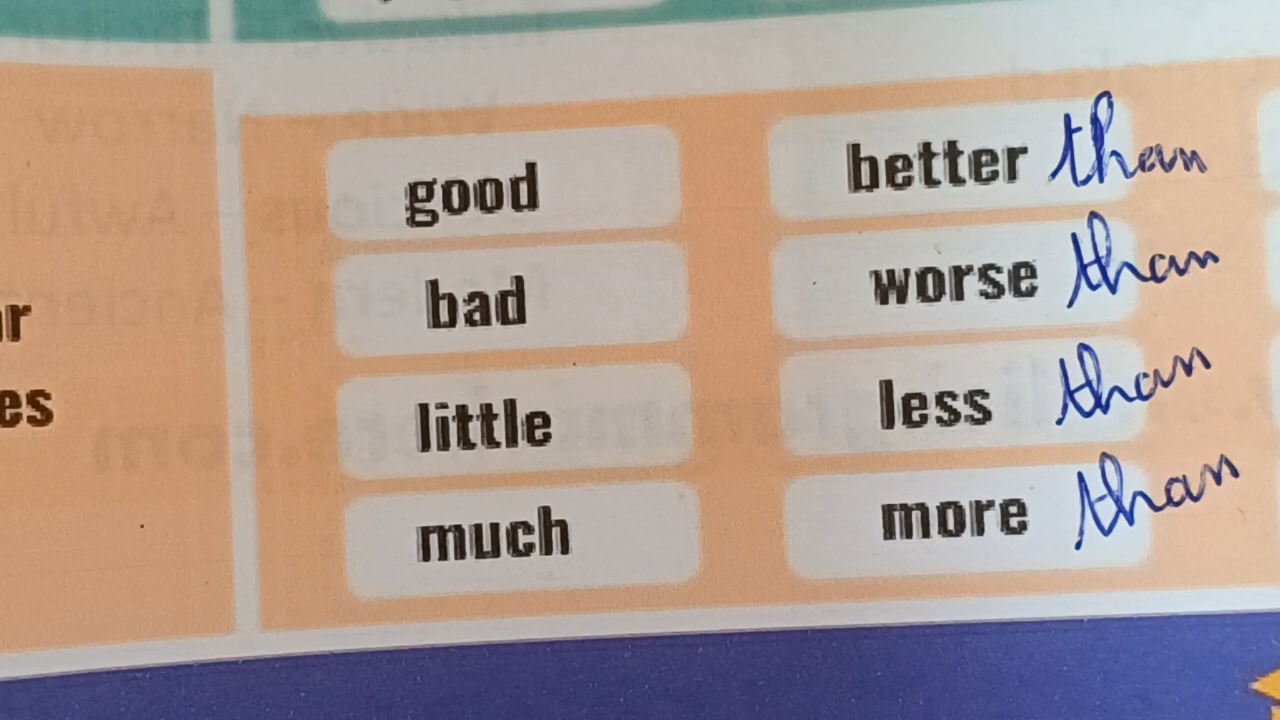 good better than
bad worse than
little less than
much more than